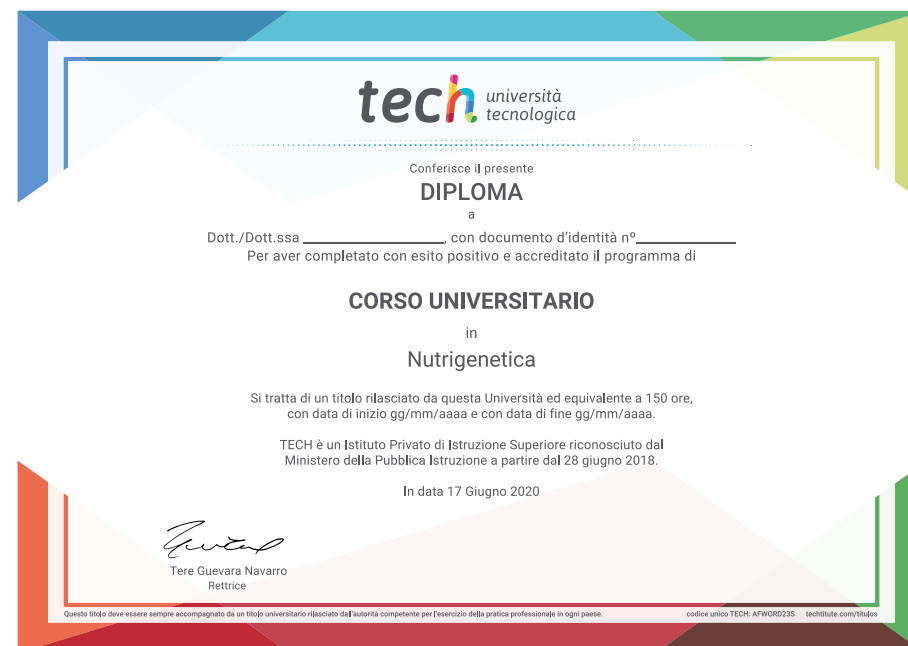 tech università
tecnologica
Conferisce il presente
DIPLOMA
a
Dott./Dott.ssa ____________________, con documento d'identità nº______________
Per aver completato con esito positivo e accreditato il programma di
CORSO UNIVERSITARIO
in
Nutrigenetica
Si tratta di un titolo rilasciato da questa Università ed equivalente a 150 ore,
con data di inizio gg/mm/aaaa e con data di fine gg/mm/aaaa.
TECH è un Istituto Privato di Istruzione Superiore riconosciuto dal
Ministero della Pubblica Istruzione a partire dal 28 giugno 2018.
In data 17 Giugno 2020
Tere Guevara Navarro
Rettrice
Questo titolo deve essere sempre accompagnato da un titolo universitario rilasciato dall'autorità competente per l'esercizio della pratica professionale in ogni paese. codice unico TECH: AFWORD23S techtitute.com/titulos